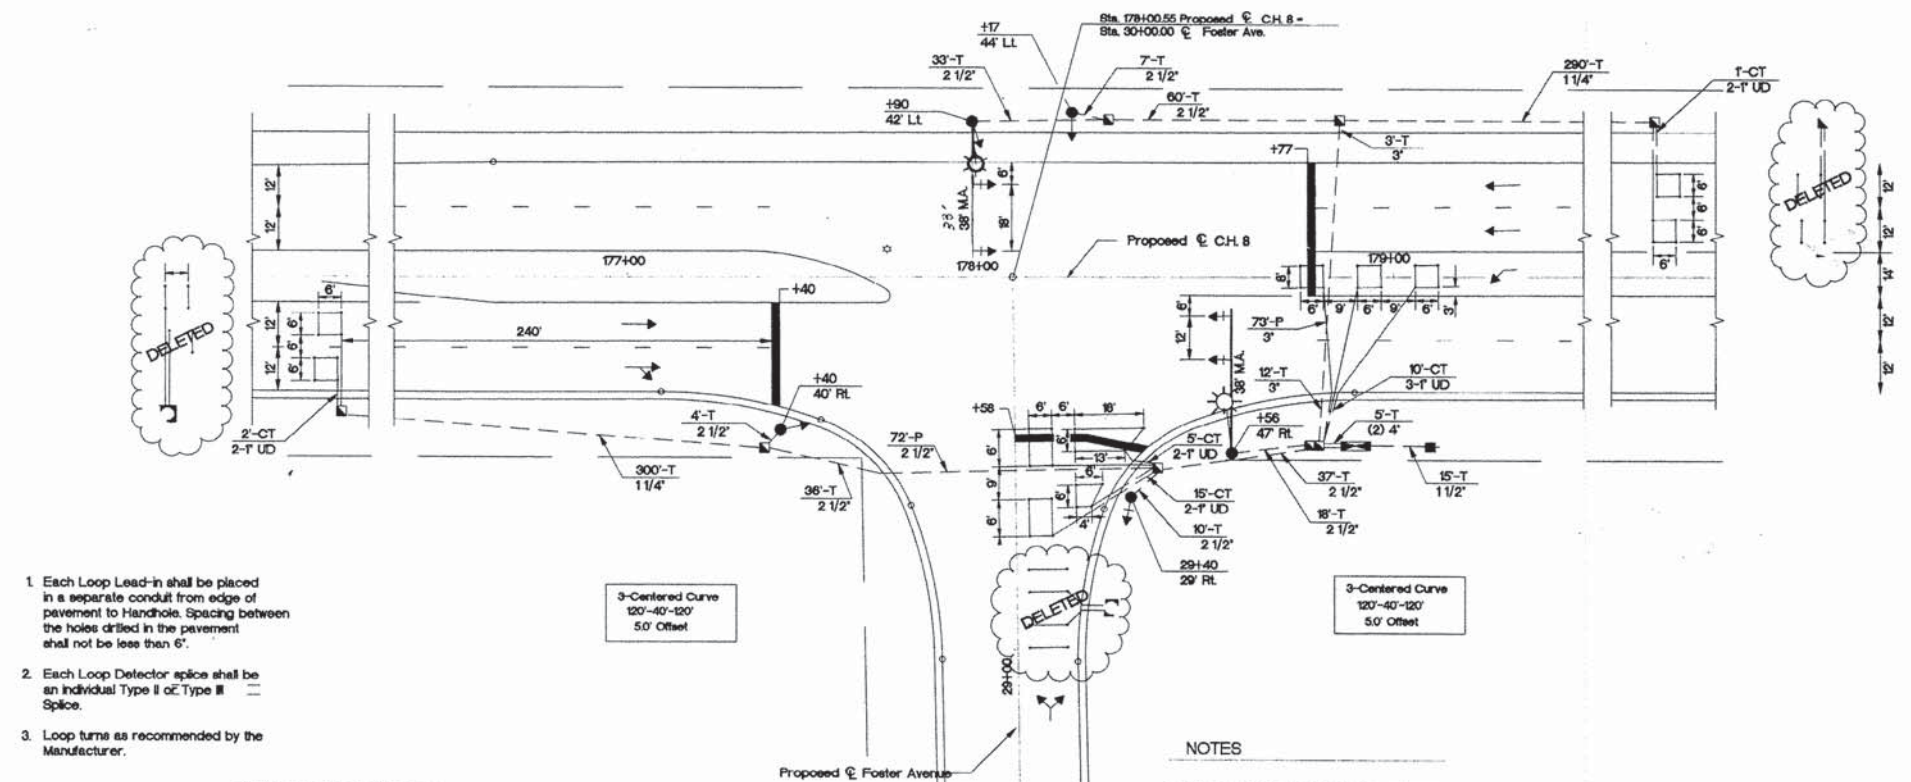 Sta. 178+00.55 Proposed ℄ C.H. 8 =
Sta. 30+00.00 ℄ Foster Ave.
+17
44' Lt.
33'-T
2 1/2"
7'-T
2 1/2"
290'-T
1 1/4"
1'-CT
2-1" UD
+90
42' Lt.
60'-T
2 1/2"
3'-T
3"
+77
12'
12'
6'
18'
38'
38' M.A.
6'
6'
6'
6'
DELETED
12'
12'
14'
12'
12'
Proposed ℄ C.H. 8
177+00
178+00
179+00
+40
240'
6'
6'
6'
6'
12'
12'
DELETED
8'
6'
9'
6'
9'
6'
3'
6'
12'
73'-P
3"
38' M.A.
12'-T
3"
10'-CT
3-1" UD
+40
40' Rt.
4'-T
2 1/2"
2'-CT
2-1" UD
72'-P
2 1/2"
+58
6'
6'
18'
6'
6'
13'
5'-CT
2-1" UD
+56
47' Rt.
5'-T
(2) 4"
300'-T
1 1/4"
36'-T
2 1/2"
9'
6'
6'
6'
4'
15'-CT
2-1" UD
37'-T
2 1/2"
15'-T
1 1/2"
18'-T
2 1/2"
10'-T
2 1/2"
29+40
29' Rt.
DELETED
29+00
1. Each Loop Lead-in shall be placed
in a separate conduit from edge of
pavement to Handhole. Spacing between
the holes drilled in the pavement
shall not be less than 6".
2. Each Loop Detector splice shall be
an individual Type II or Type III
Splice.
3. Loop turns as recommended by the
Manufacturer.
3-Centered Curve
120'-40'-120'
5.0' Offset
3-Centered Curve
120'-40'-120'
5.0' Offset
NOTES
Proposed ℄ Foster Avenue